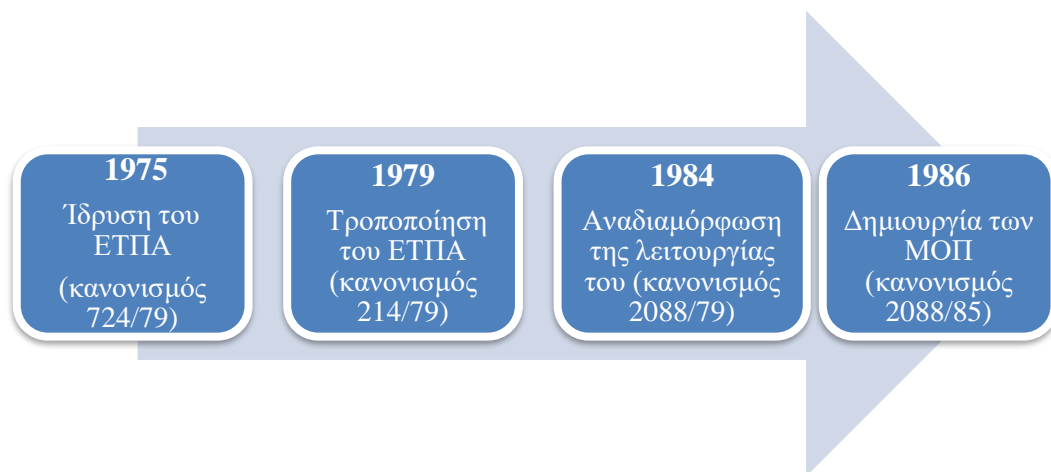 1975
Ίδρυση του
ΕΤΠΑ
(κανονισμός
724/79)
1979
Τροποποίηση
του ΕΤΠΑ
(κανονισμός
214/79)
1984
Αναδιαμόρφωση
της λειτουργίας
του (κανονισμός
2088/79)
1986
Δημιουργία των
ΜΟΠ
(κανονισμός
2088/85)